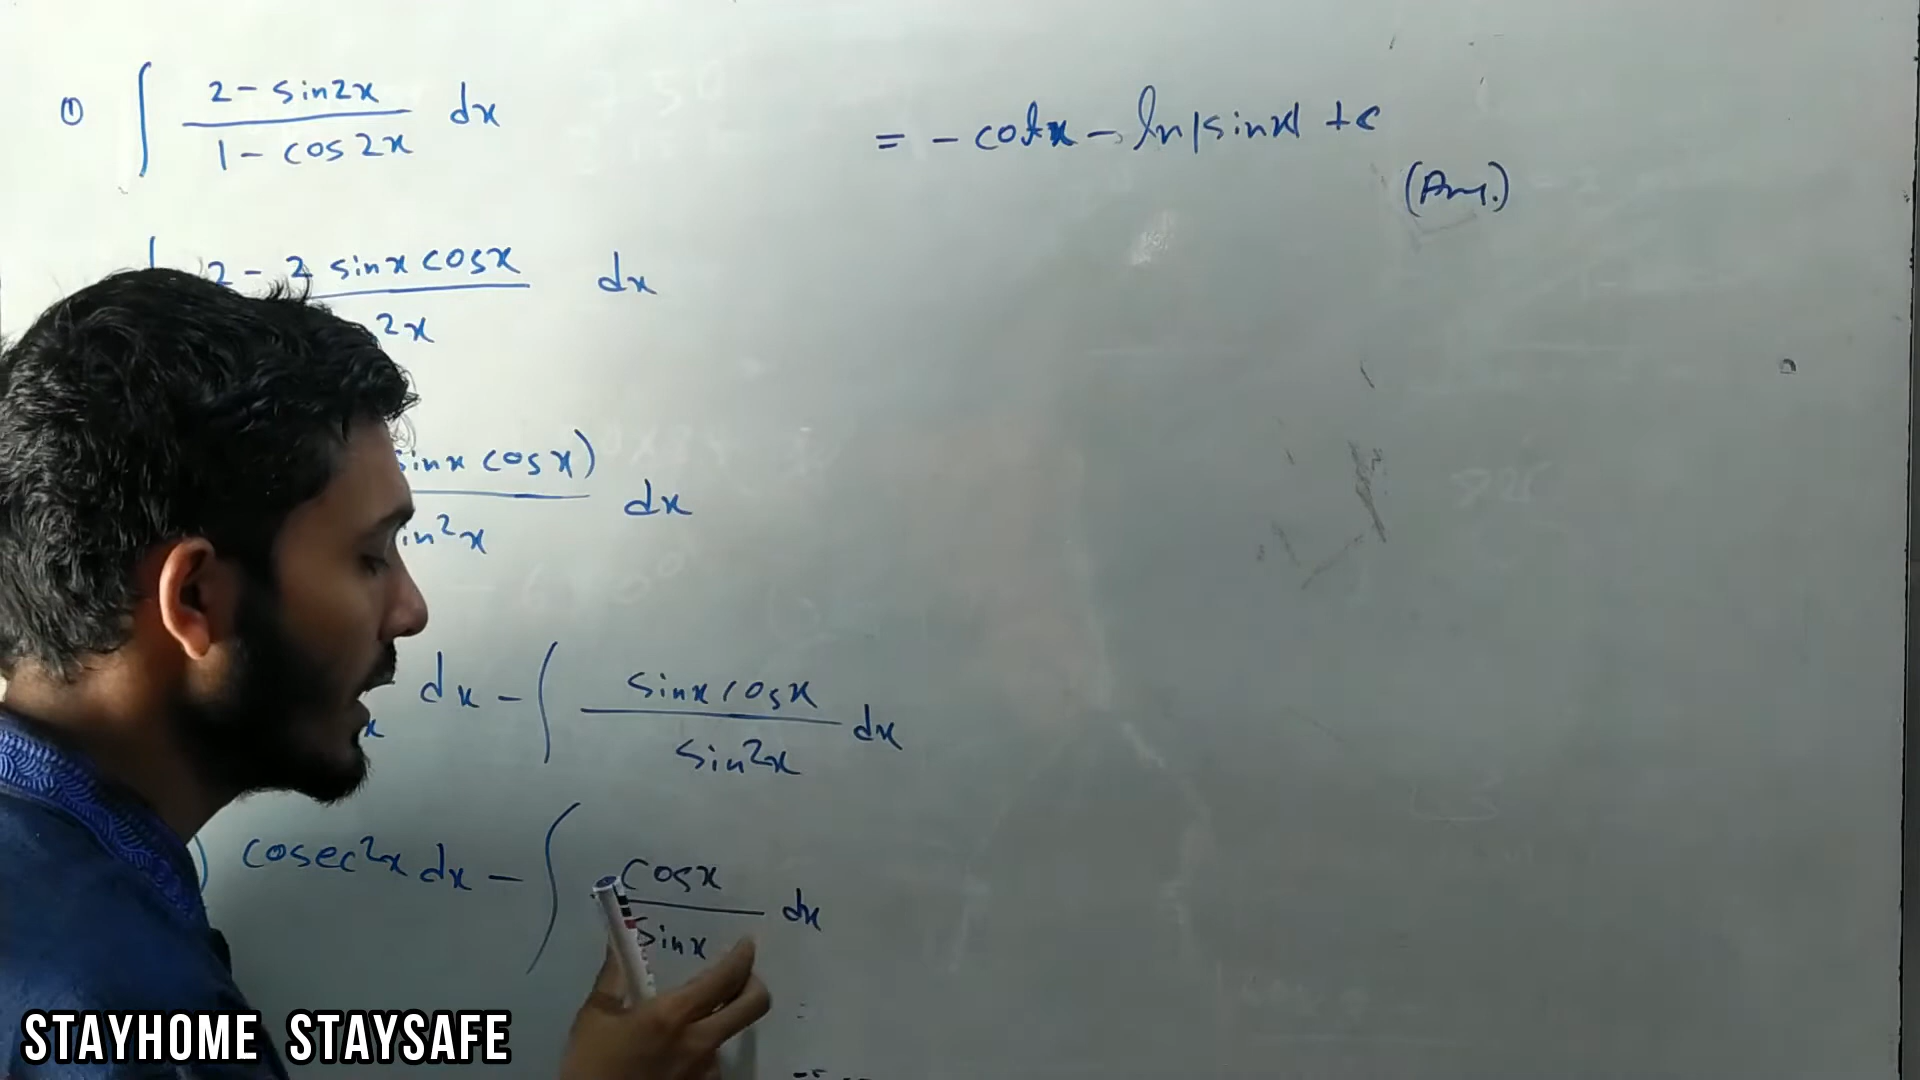 ① ∫ 2 - sin2x / 1 - cos2x dx
2 - 2 sinx cosx / 2x dx
sinx cosx) / in²x dx
x dx - ∫ sinx cosx / sin²x dx
cosec²x dx - ∫ cosx / sinx dx
= - cotx - ln|sinx| + c
(Ans.)
STAYHOME STAYSAFE